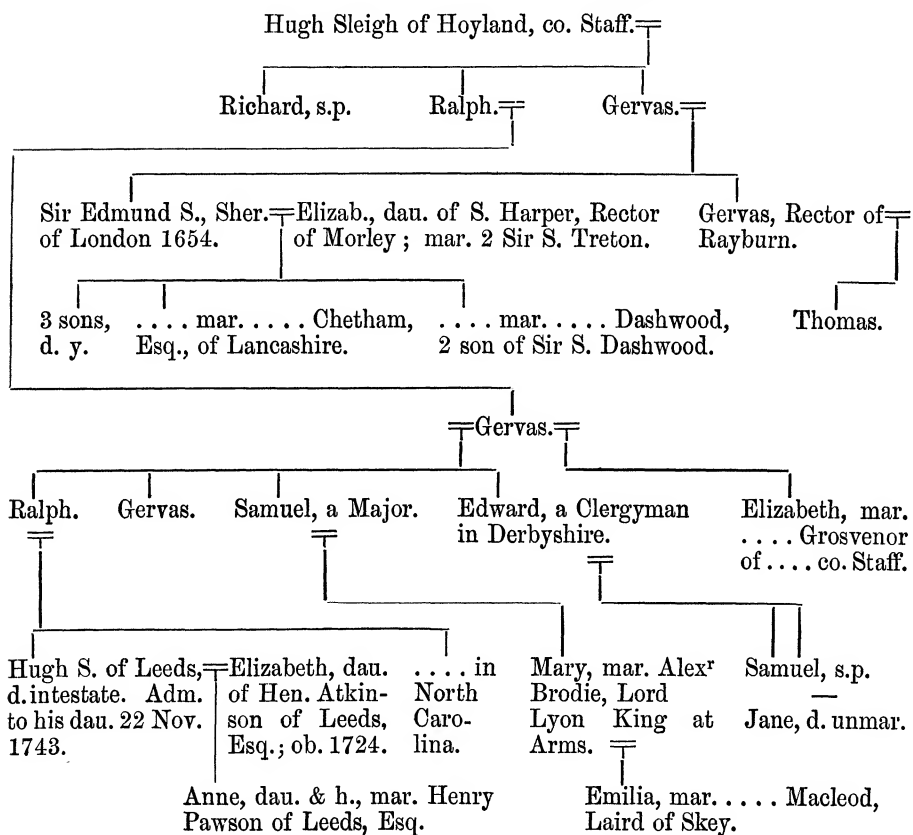 Hugh Sleigh of Hoyland, co. Staff.
Richard, s.p. Ralph. Gervas.
Sir Edmund S., Sher.
of London 1654.
Elizab., dau. of S. Harper, Rector
of Morley; mar. 2 Sir S. Treton.
Gervas, Rector of
Rayburn.
3 sons,
d. y.
. . . . mar. . . . . Chetham,
Esq., of Lancashire.
. . . . mar. . . . . Dashwood,
2 son of Sir S. Dashwood.
Thomas.
Gervas.
Ralph. Gervas. Samuel, a Major.
Edward, a Clergyman
in Derbyshire.
Elizabeth, mar.
. . . . Grosvenor
of . . . . co. Staff.
Hugh S. of Leeds,
d. intestate. Adm.
to his dau. 22 Nov.
1743.
Elizabeth, dau.
of Hen. Atkin-
son of Leeds,
Esq.; ob. 1724.
. . . . in
North
Caro-
lina.
Mary, mar. Alexʳ
Brodie, Lord
Lyon King at
Arms.
Samuel, s.p.
—
Jane, d. unmar.
Anne, dau. & h., mar. Henry
Pawson of Leeds, Esq.
Emilia, mar. . . . . Macleod,
Laird of Skey.